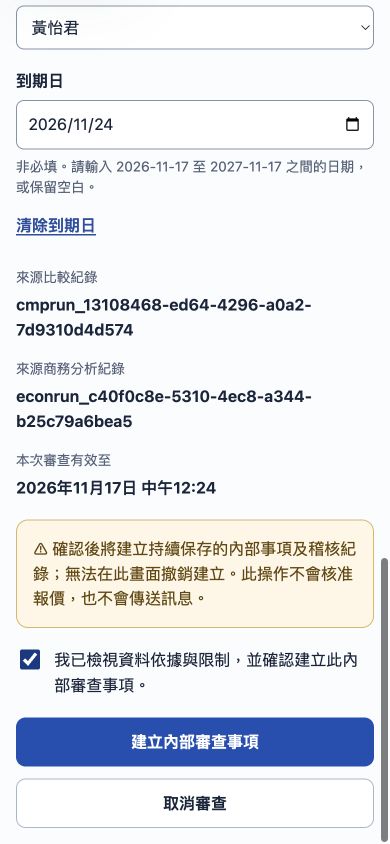 黃怡君
到期日
2026/11/24
非必填。請輸入 2026-11-17 至 2027-11-17 之間的日期，
或保留空白。
清除到期日
來源比較紀錄
cmprun_13108468-ed64-4296-a0a2-
7d9310d4d574
來源商務分析紀錄
econrun_c40f0c8e-5310-4ec8-a344-
b25c79a6bea5
本次審查有效至
2026年11月17日 中午12:24
⚠ 確認後將建立持續保存的內部事項及稽核紀
錄；無法在此畫面撤銷建立。此操作不會核准
報價，也不會傳送訊息。
我已檢視資料依據與限制，並確認建立此內
部審查事項。
建立內部審查事項
取消審查